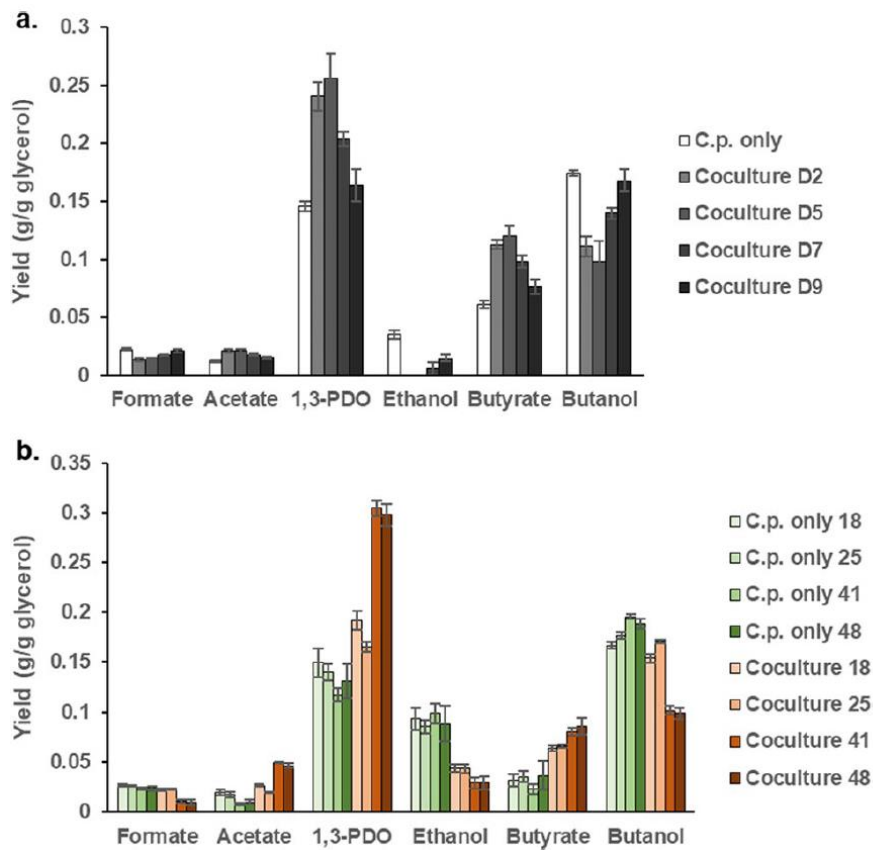 a.
Yield (g/g glycerol)
0.3
0.25
0.2
0.15
0.1
0.05
0
Formate Acetate 1,3-PDO Ethanol Butyrate Butanol
C.p. only
Coculture D2
Coculture D5
Coculture D7
Coculture D9
b.
Yield (g/g glycerol)
0.35
0.3
0.25
0.2
0.15
0.1
0.05
0
Formate Acetate 1,3-PDO Ethanol Butyrate Butanol
C.p. only 18
C.p. only 25
C.p. only 41
C.p. only 48
Coculture 18
Coculture 25
Coculture 41
Coculture 48